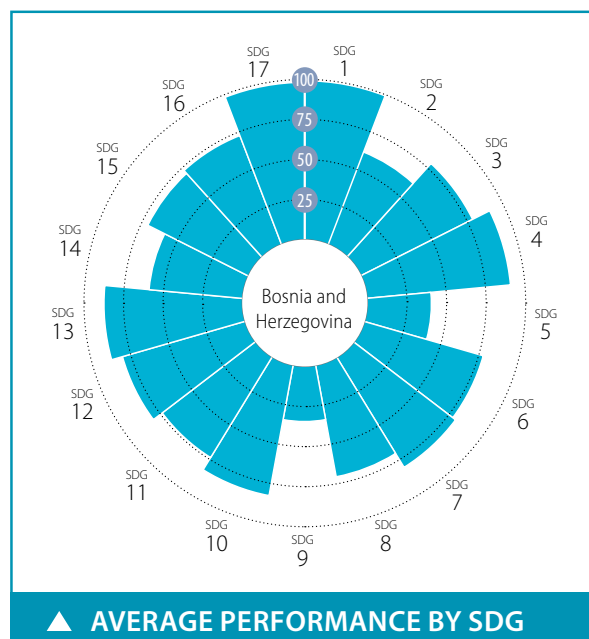 SDG
1
SDG
2
SDG
3
SDG
4
SDG
5
SDG
6
SDG
7
SDG
8
SDG
9
SDG
10
SDG
11
SDG
12
SDG
13
SDG
14
SDG
15
SDG
16
SDG
17
100
75
50
25
Bosnia and
Herzegovina
▲ AVERAGE PERFORMANCE BY SDG